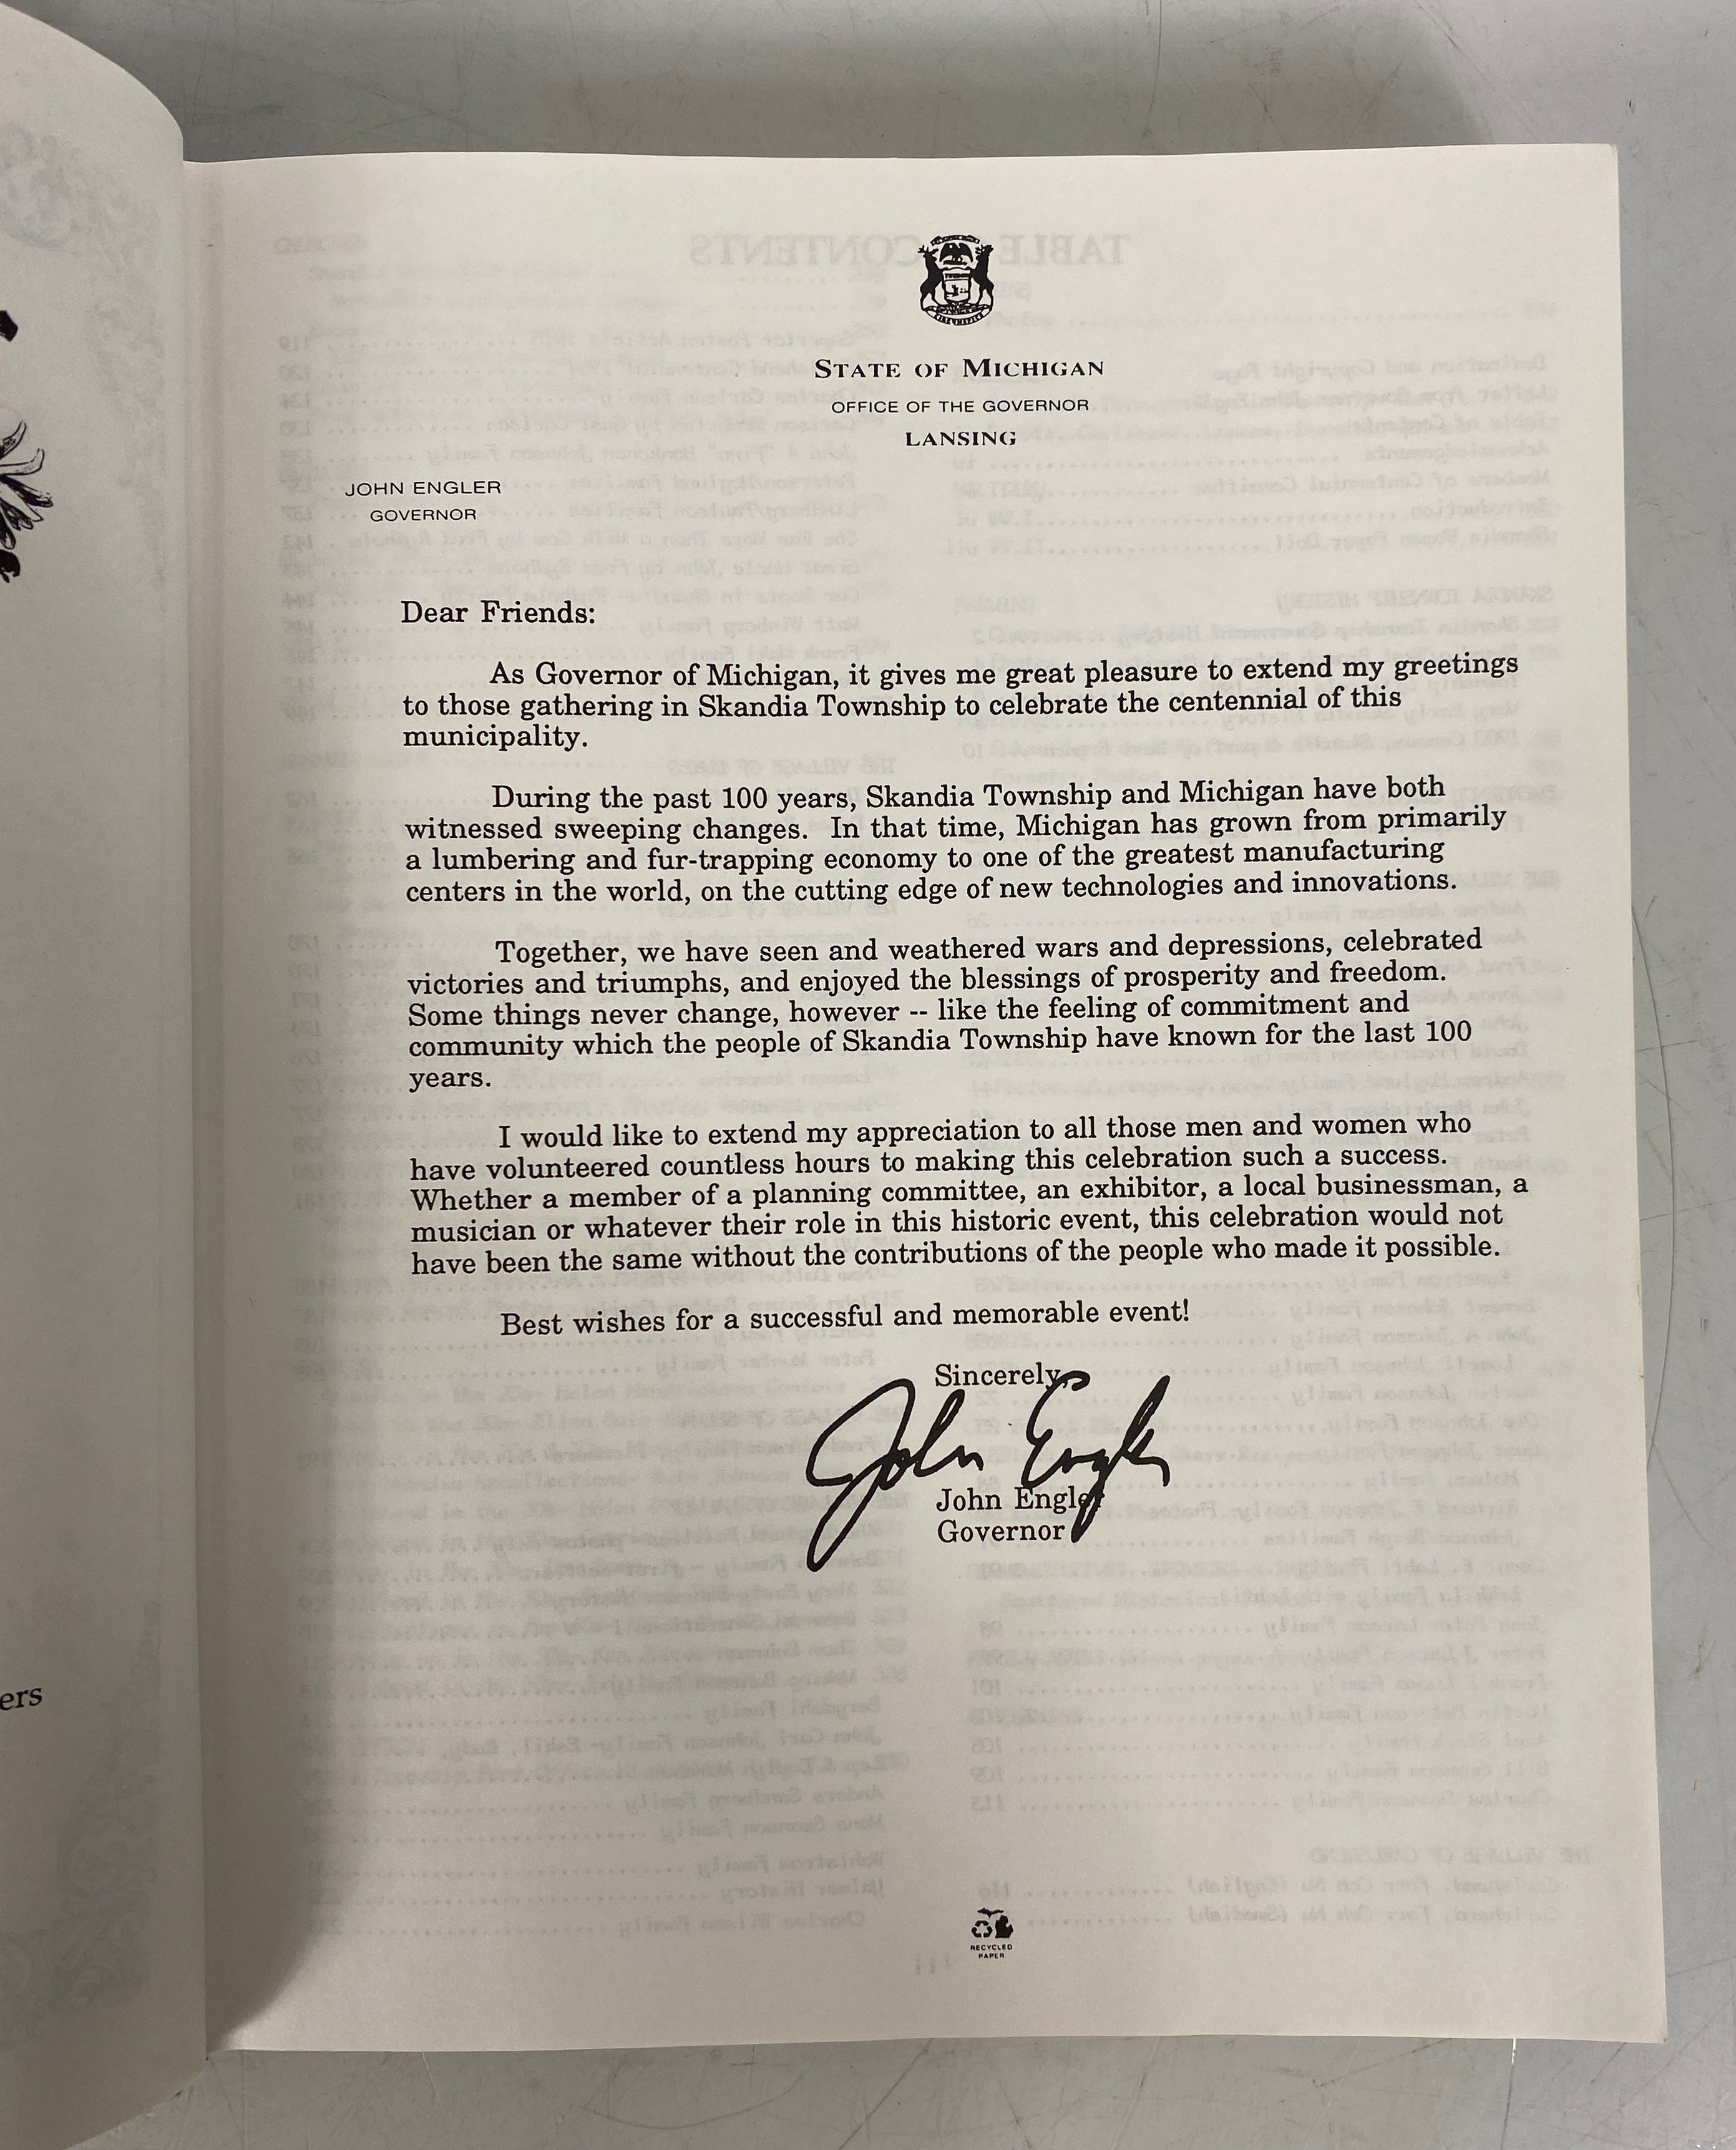 STATE OF MICHIGAN
OFFICE OF THE GOVERNOR
LANSING
JOHN ENGLER
GOVERNOR
Dear Friends:
As Governor of Michigan, it gives me great pleasure to extend my greetings
to those gathering in Skandia Township to celebrate the centennial of this
municipality.
During the past 100 years, Skandia Township and Michigan have both
witnessed sweeping changes. In that time, Michigan has grown from primarily
a lumbering and fur-trapping economy to one of the greatest manufacturing
centers in the world, on the cutting edge of new technologies and innovations.
Together, we have seen and weathered wars and depressions, celebrated
victories and triumphs, and enjoyed the blessings of prosperity and freedom.
Some things never change, however -- like the feeling of commitment and
community which the people of Skandia Township have known for the last 100
years.
I would like to extend my appreciation to all those men and women who
have volunteered countless hours to making this celebration such a success.
Whether a member of a planning committee, an exhibitor, a local businessman, a
musician or whatever their role in this historic event, this celebration would not
have been the same without the contributions of the people who made it possible.
Best wishes for a successful and memorable event!
Sincerely,
John Engler
John Engler
Governor
RECYCLED
PAPER
ers